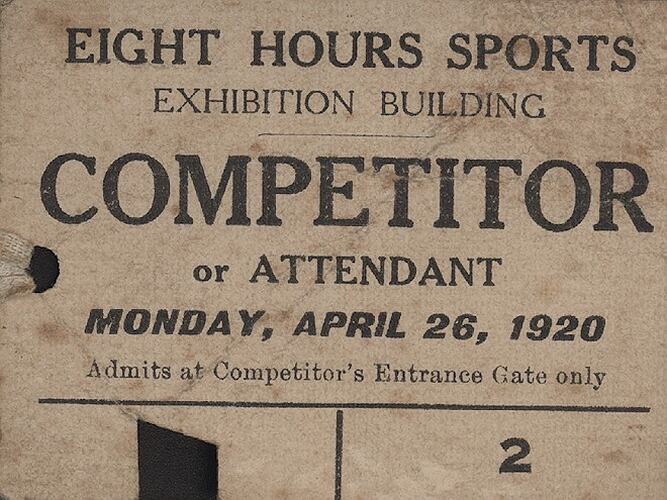 EIGHT HOURS SPORTS
EXHIBITION BUILDING
COMPETITOR
or ATTENDANT
MONDAY, APRIL 26, 1920
Admits at Competitor's Entrance Gate only
2